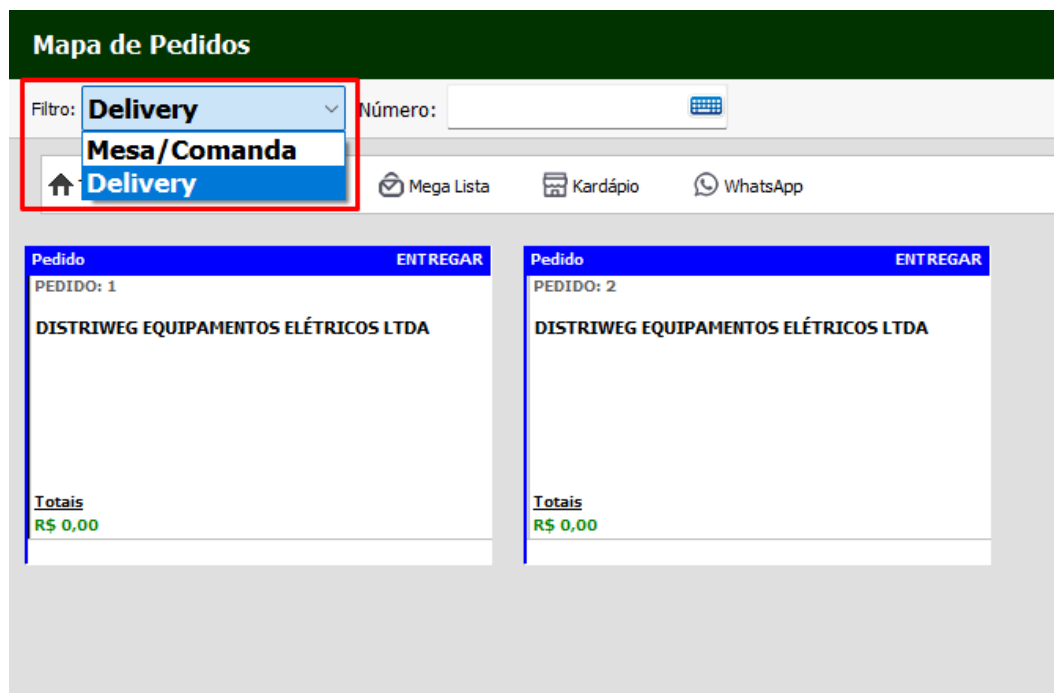 Mapa de Pedidos
Filtro: Delivery Número:
Mesa/Comanda
Delivery
Mega Lista Kardápio WhatsApp
Pedido ENTREGAR
PEDIDO: 1
DISTRIWEG EQUIPAMENTOS ELÉTRICOS LTDA
Totais
R$ 0,00
Pedido ENTREGAR
PEDIDO: 2
DISTRIWEG EQUIPAMENTOS ELÉTRICOS LTDA
Totais
R$ 0,00